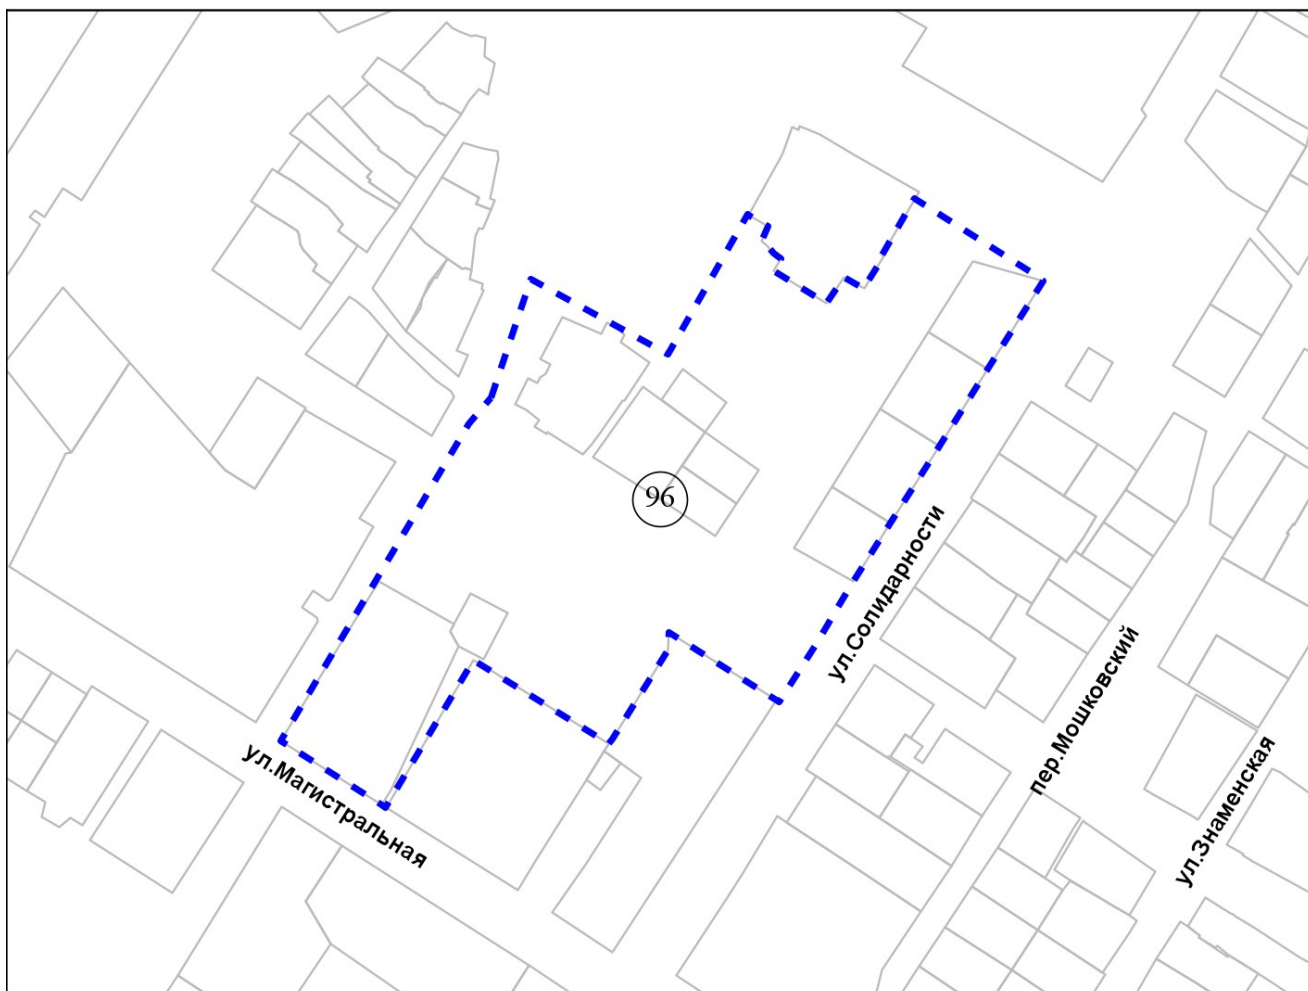 96
ул.Солидарности
пер.Мошковский
ул.Магистральная
ул.Знаменская